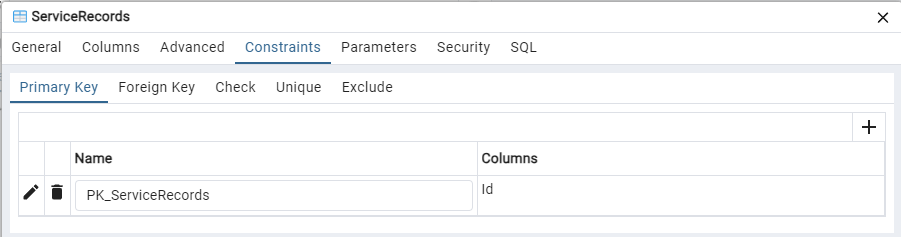 ServiceRecords
General Columns Advanced Constraints Parameters Security SQL
Primary Key Foreign Key Check Unique Exclude
Name Columns
PK_ServiceRecords Id